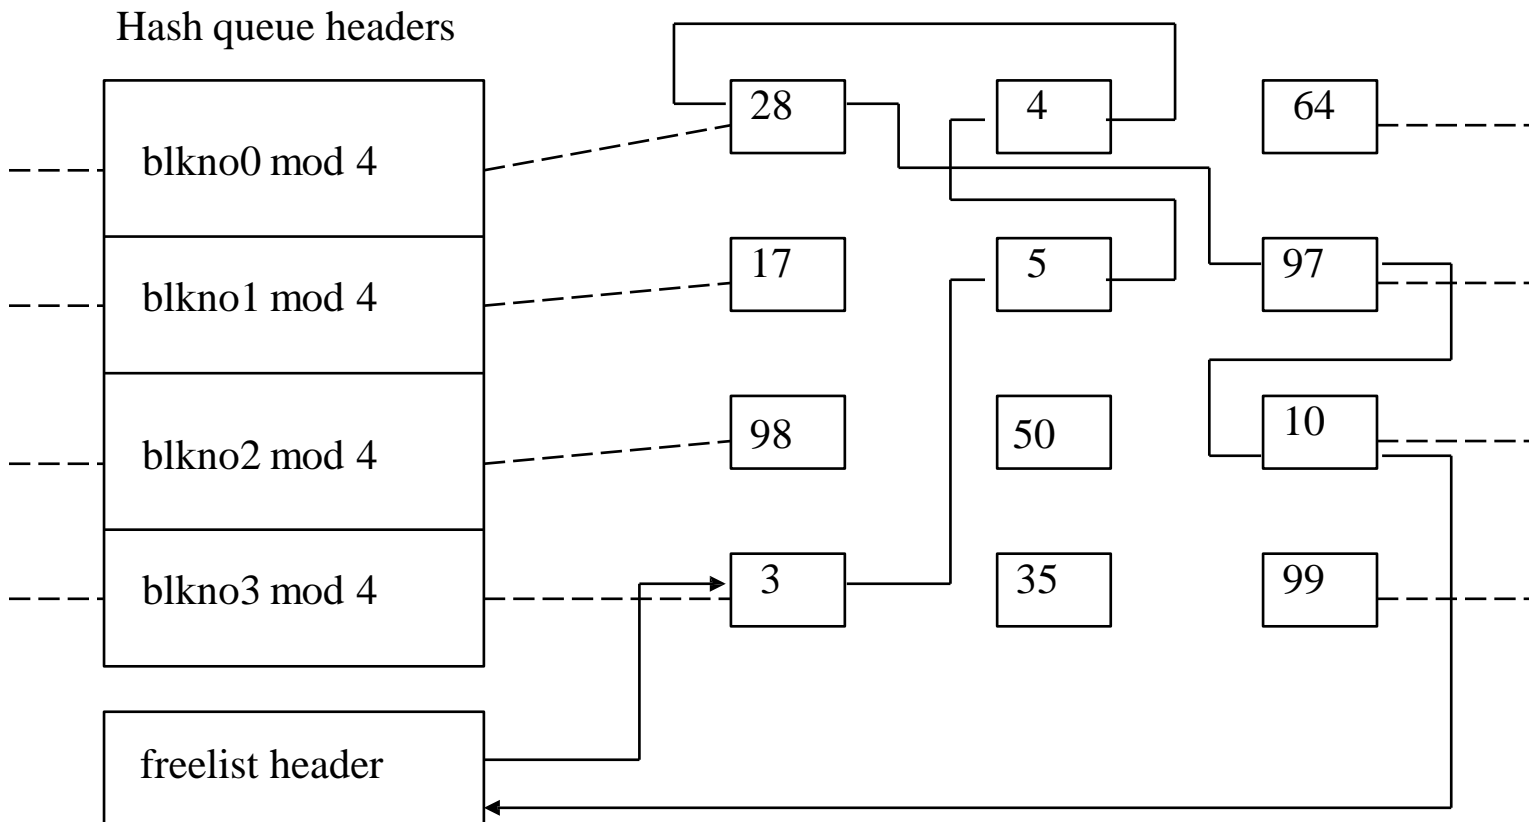 Hash queue headers
28 4 64
blkno0 mod 4
17 5 97
blkno1 mod 4
98 50 10
blkno2 mod 4
3 35 99
blkno3 mod 4
freelist header